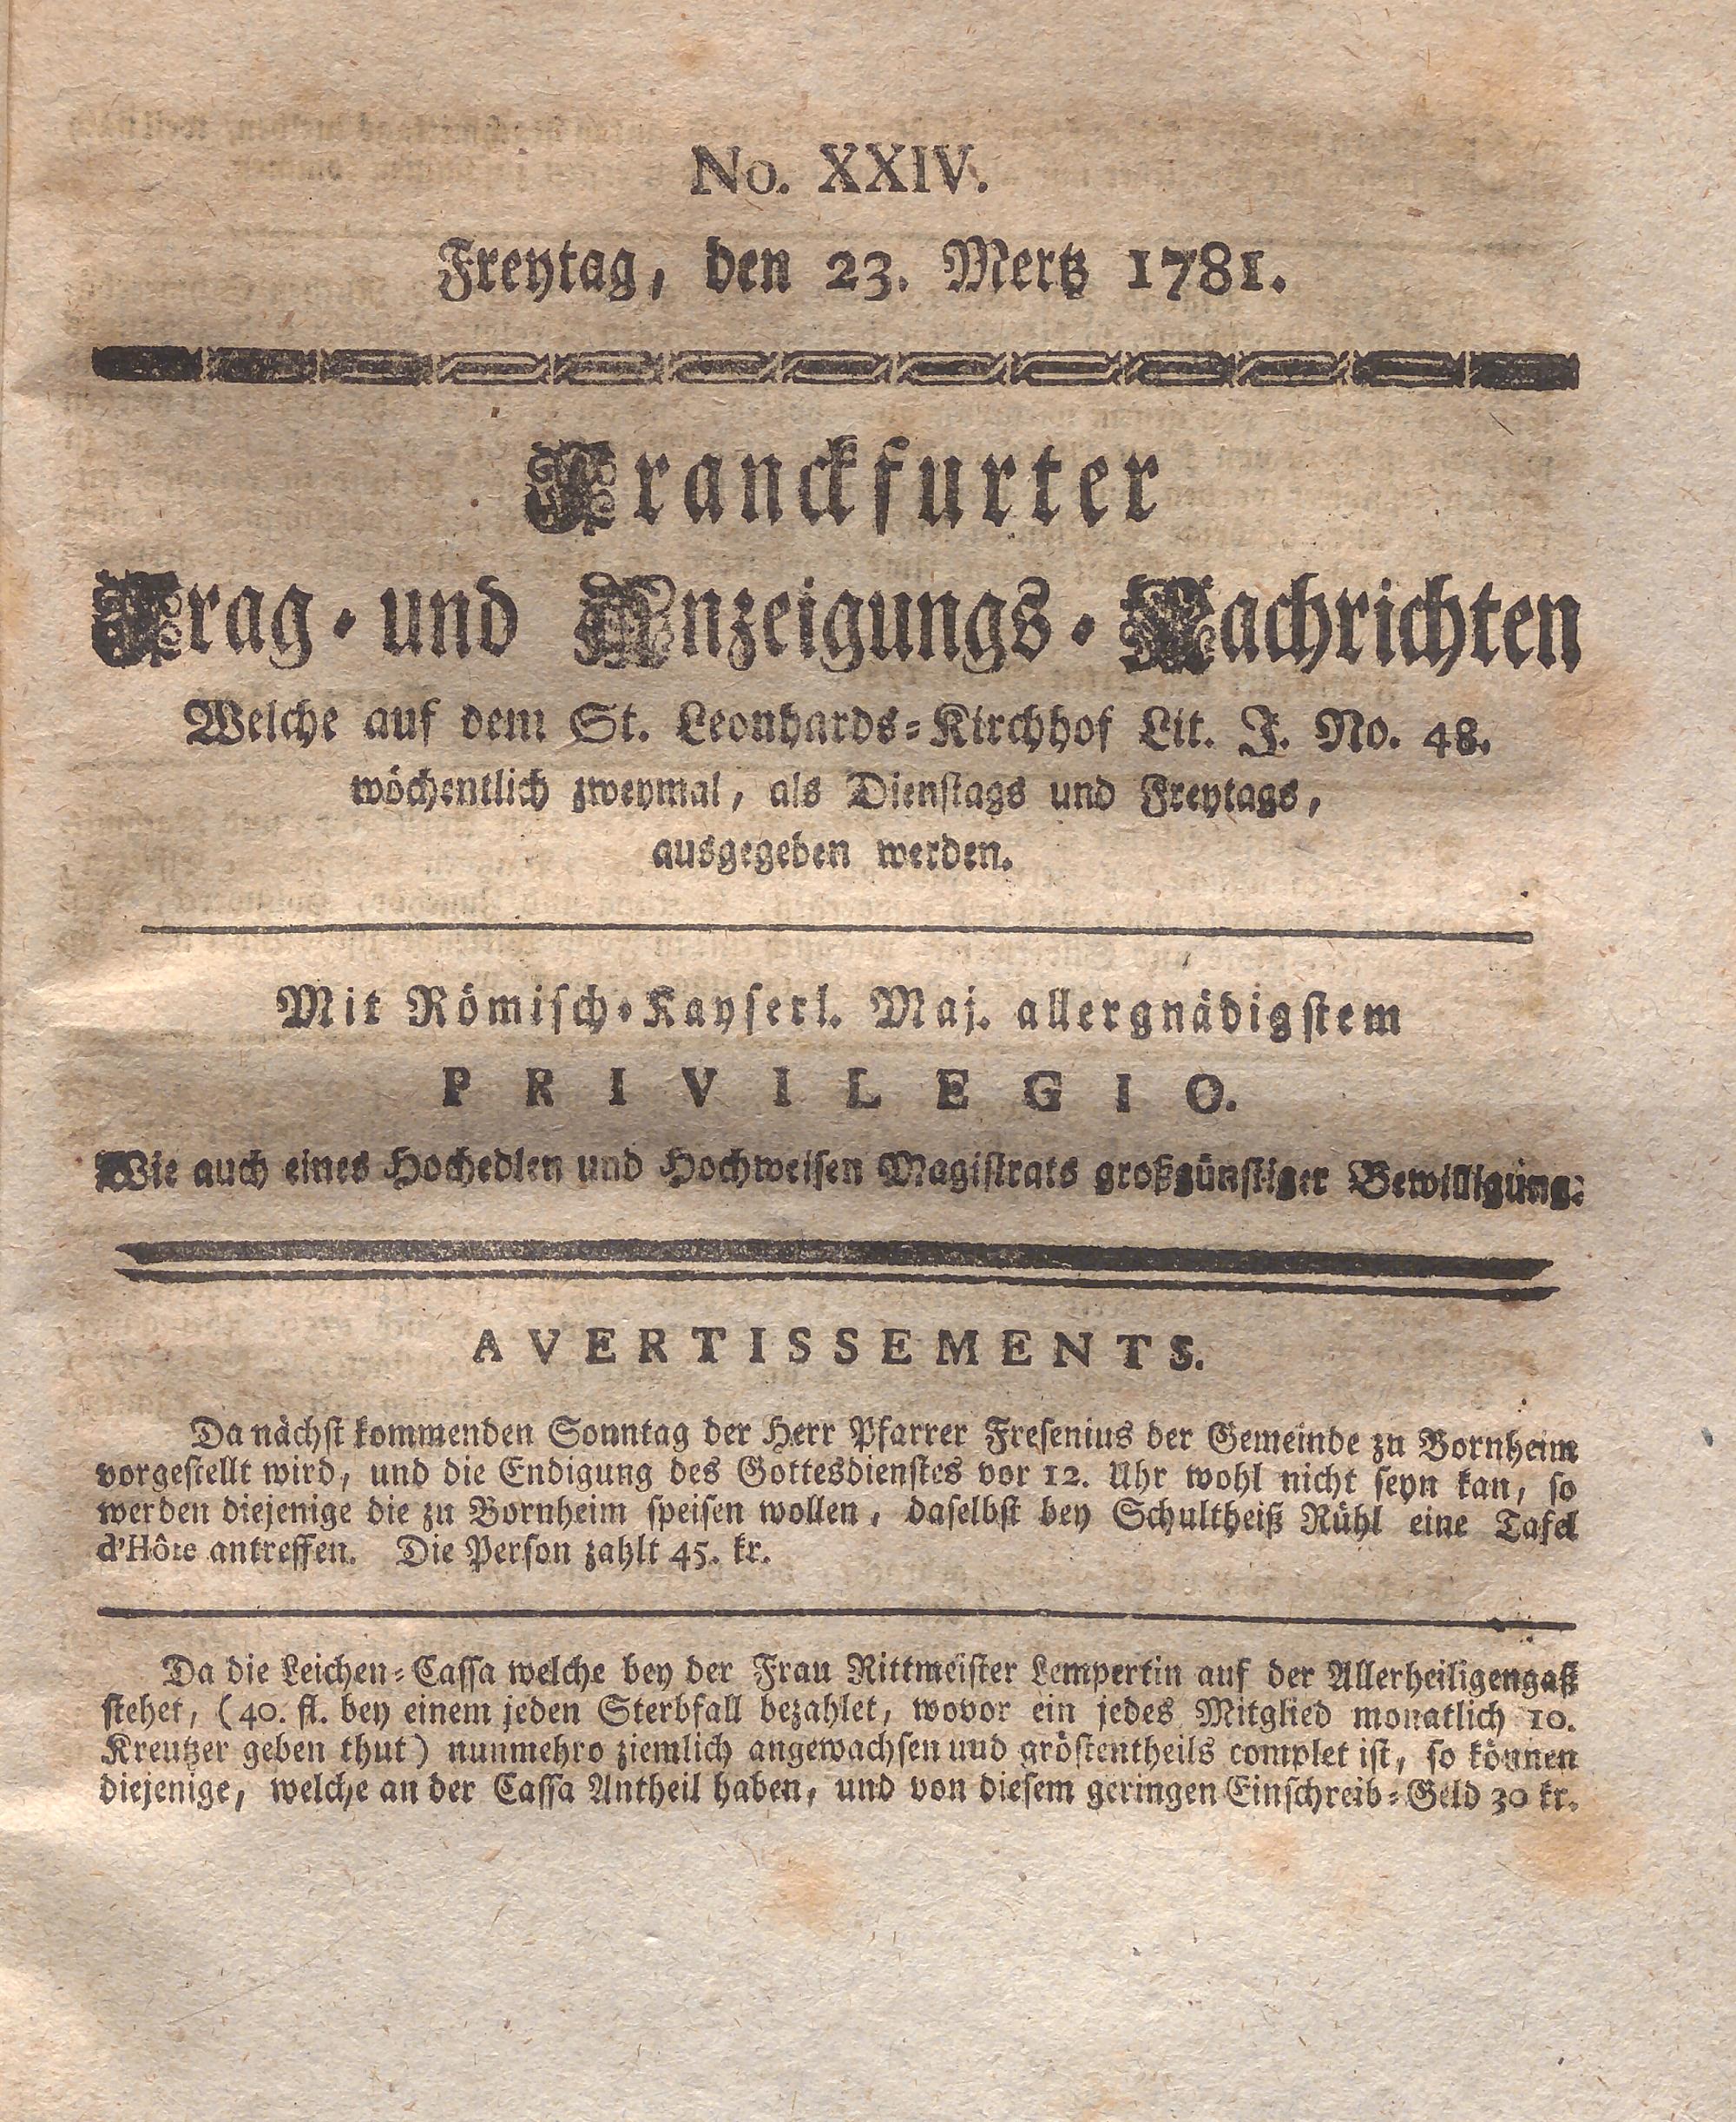 No. XXIV.
Freytag, den 23. Mertz 1781.
Franckfurter
Frag- und Anzeigungs-Nachrichten
Welche auf dem St. Leonhards-Kirchhof Lit. J. No. 48.
wöchentlich zweymal, als Dienstags und Freytags,
ausgegeben werden.
Mit Römisch-Kayserl. Maj. allergnädigstem
PRIVILEGIO.
Wie auch eines Hochedlen und Hochweisen Magistrats großgünstiger Bewilligung.
AVERTISSEMENTS.
Da nächst kommenden Sonntag der Herr Pfarrer Fresenius der Gemeinde zu Bornheim
vorgestellt wird, und die Endigung des Gottesdienstes vor 12. Uhr wohl nicht seyn kan, so
werden diejenige die zu Bornheim speisen wollen, daselbst bey Schultheiß Rühl eine Tafel
d'Hôte antreffen. Die Person zahlt 45. kr.
Da die Leichen-Cassa welche bey der Frau Rittmeister Lempertin auf der Allerheiligengaß
stehet, (40. fl. bey einem jeden Sterbfall bezahlet, wovor ein jedes Mitglied monatlich 10.
Kreutzer geben thut) nunmehro ziemlich angewachsen und gröstentheils complet ist, so können
diejenige, welche an der Cassa Antheil haben, und von diesem geringen Einschreib-Geld 30 kr.